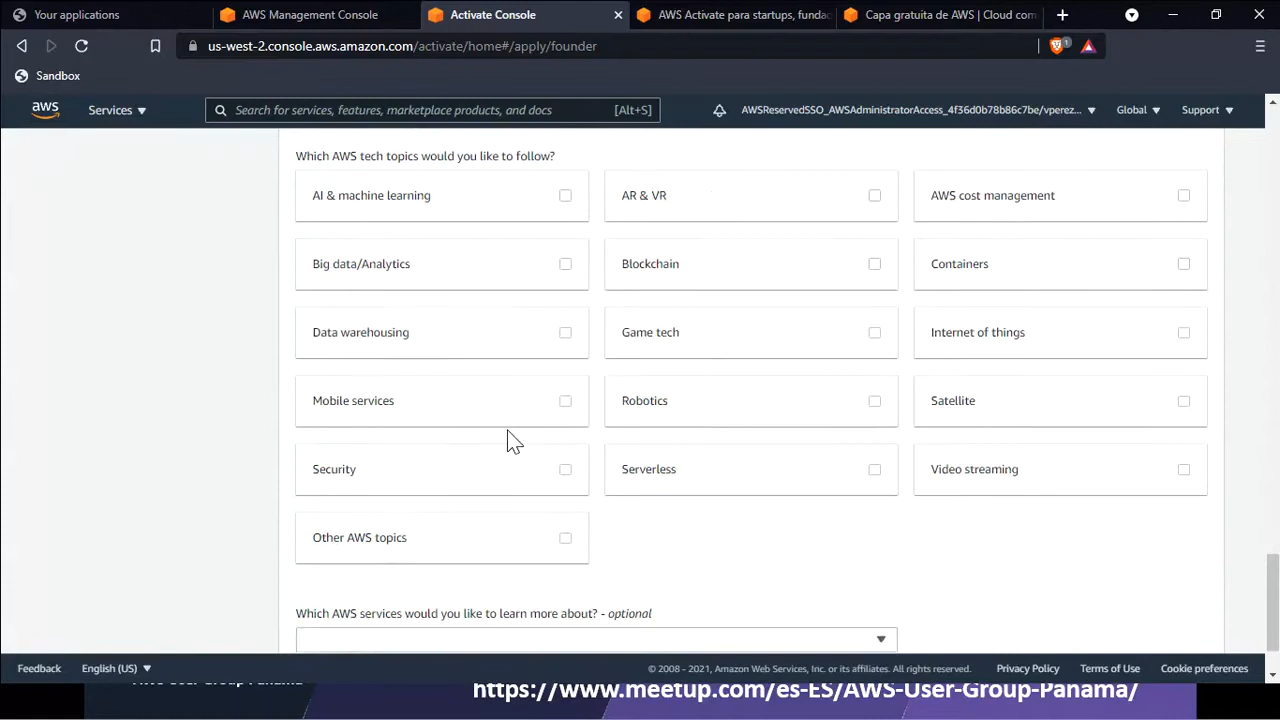 Your applications
AWS Management Console
Activate Console
AWS Activate para startups, fundac
Capa gratuita de AWS | Cloud com
us-west-2.console.aws.amazon.com/activate/home#/apply/founder
1
Sandbox
aws
Services
Search for services, features, marketplace products, and docs
[Alt+S]
AWSReservedSSO_AWSAdministratorAccess_4f36d0b78b86c7be/vperez...
Global
Support
Which AWS tech topics would you like to follow?
AI & machine learning
AR & VR
AWS cost management
Big data/Analytics
Blockchain
Containers
Data warehousing
Game tech
Internet of things
Mobile services
Robotics
Satellite
Security
Serverless
Video streaming
Other AWS topics
Which AWS services would you like to learn more about? - optional
Feedback
English (US)
© 2008 - 2021, Amazon Web Services, Inc. or its affiliates. All rights reserved.
Privacy Policy
Terms of Use
Cookie preferences
AWS User Group Panama
https://www.meetup.com/es-ES/AWS-User-Group-Panama/